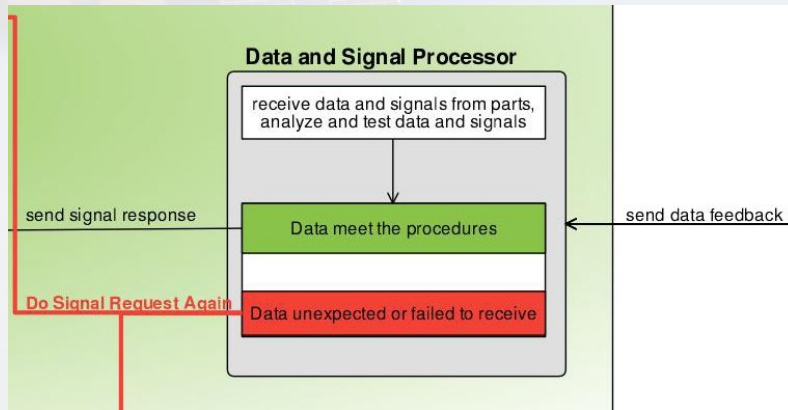 Data and Signal Processor
receive data and signals from parts,
analyze and test data and signals
send signal response
Data meet the procedures
send data feedback
Do Signal Request Again
Data unexpected or failed to receive